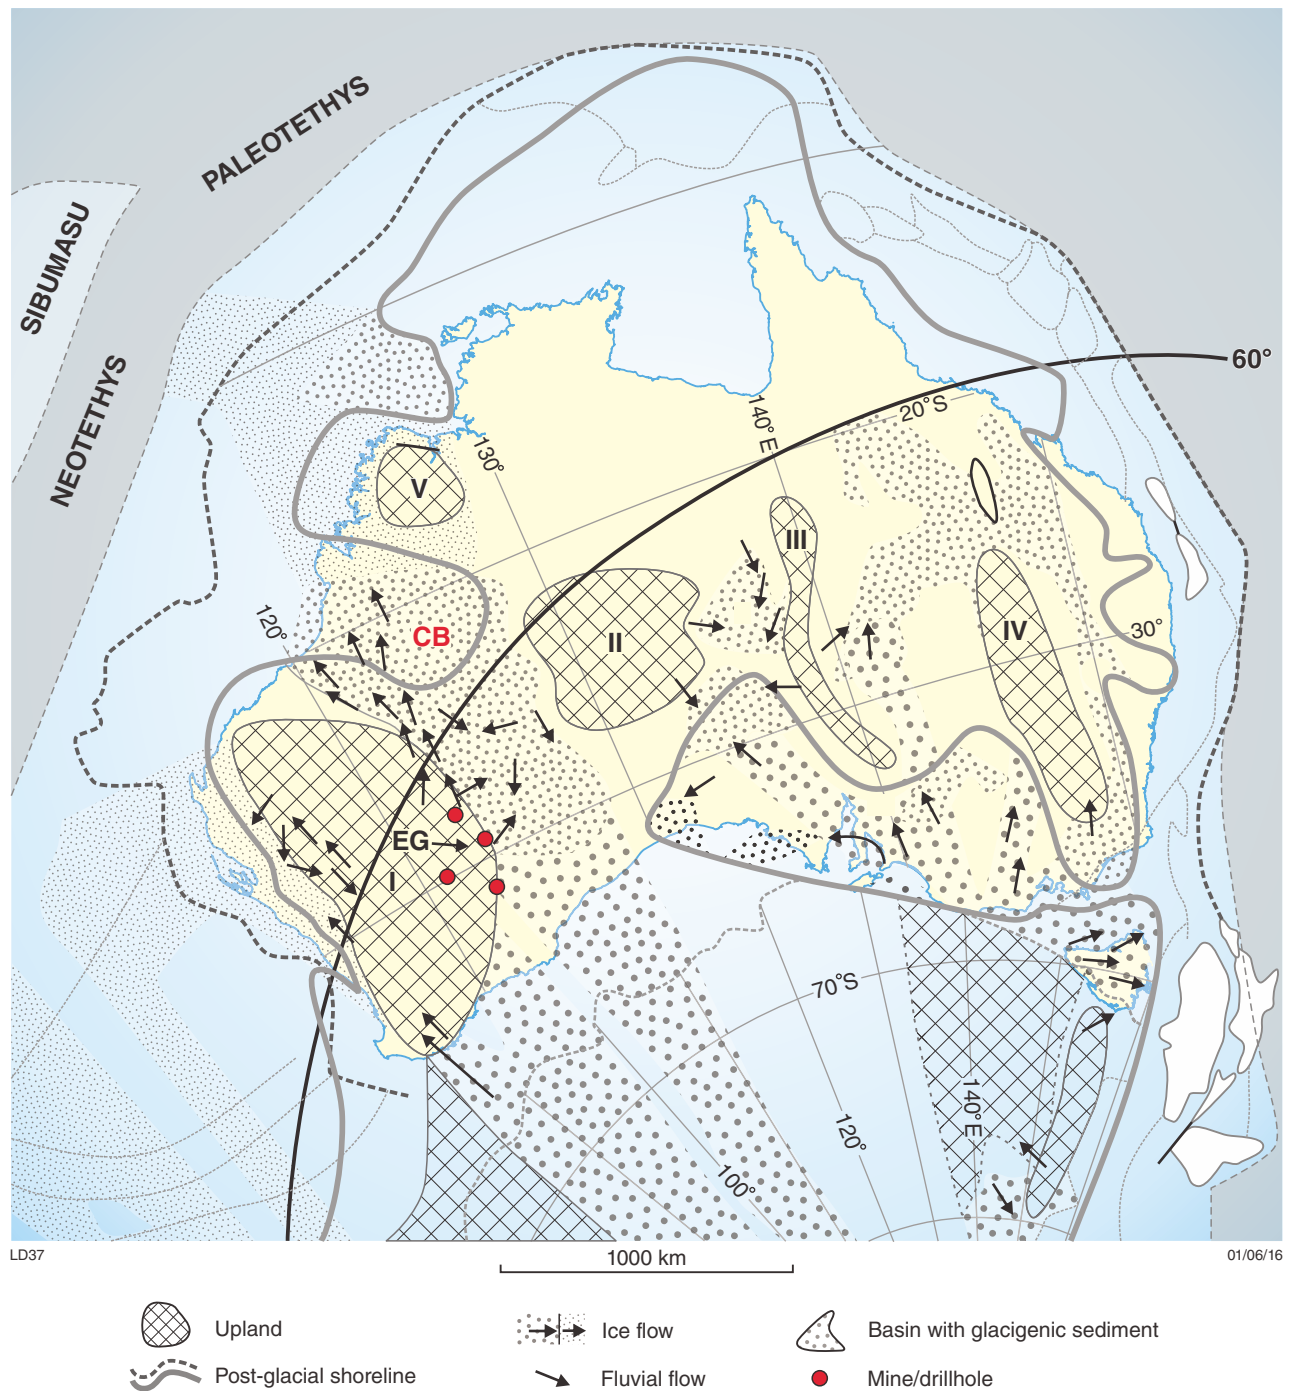 PALEOTETHYS
SIBUMASU
NEOTETHYS
60°
20°S
140°E
130°
V
III
120°
CB
II
IV
30°
EG
I
70°S
140°E
120°
100°
LD37
1000 km
01/06/16
Upland
Ice flow
Basin with glacigenic sediment
Post-glacial shoreline
Fluvial flow
Mine/drillhole